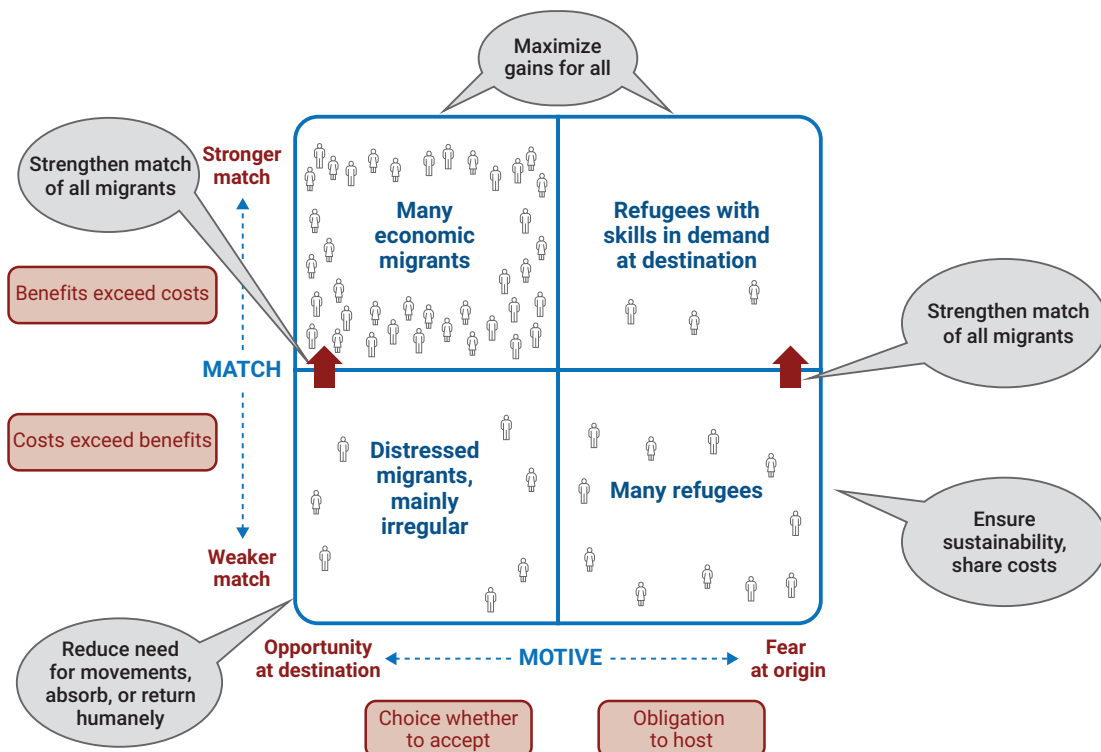 Maximize
gains for all
Strengthen match
of all migrants
Stronger
match
Many
economic
migrants
Refugees with
skills in demand
at destination
Benefits exceed costs
Strengthen match
of all migrants
MATCH
Costs exceed benefits
Distressed
migrants,
mainly
irregular
Many refugees
Ensure
sustainability,
share costs
Weaker
match
Reduce need
for movements,
absorb, or return
humanely
Opportunity
at destination
MOTIVE
Fear
at origin
Choice whether
to accept
Obligation
to host